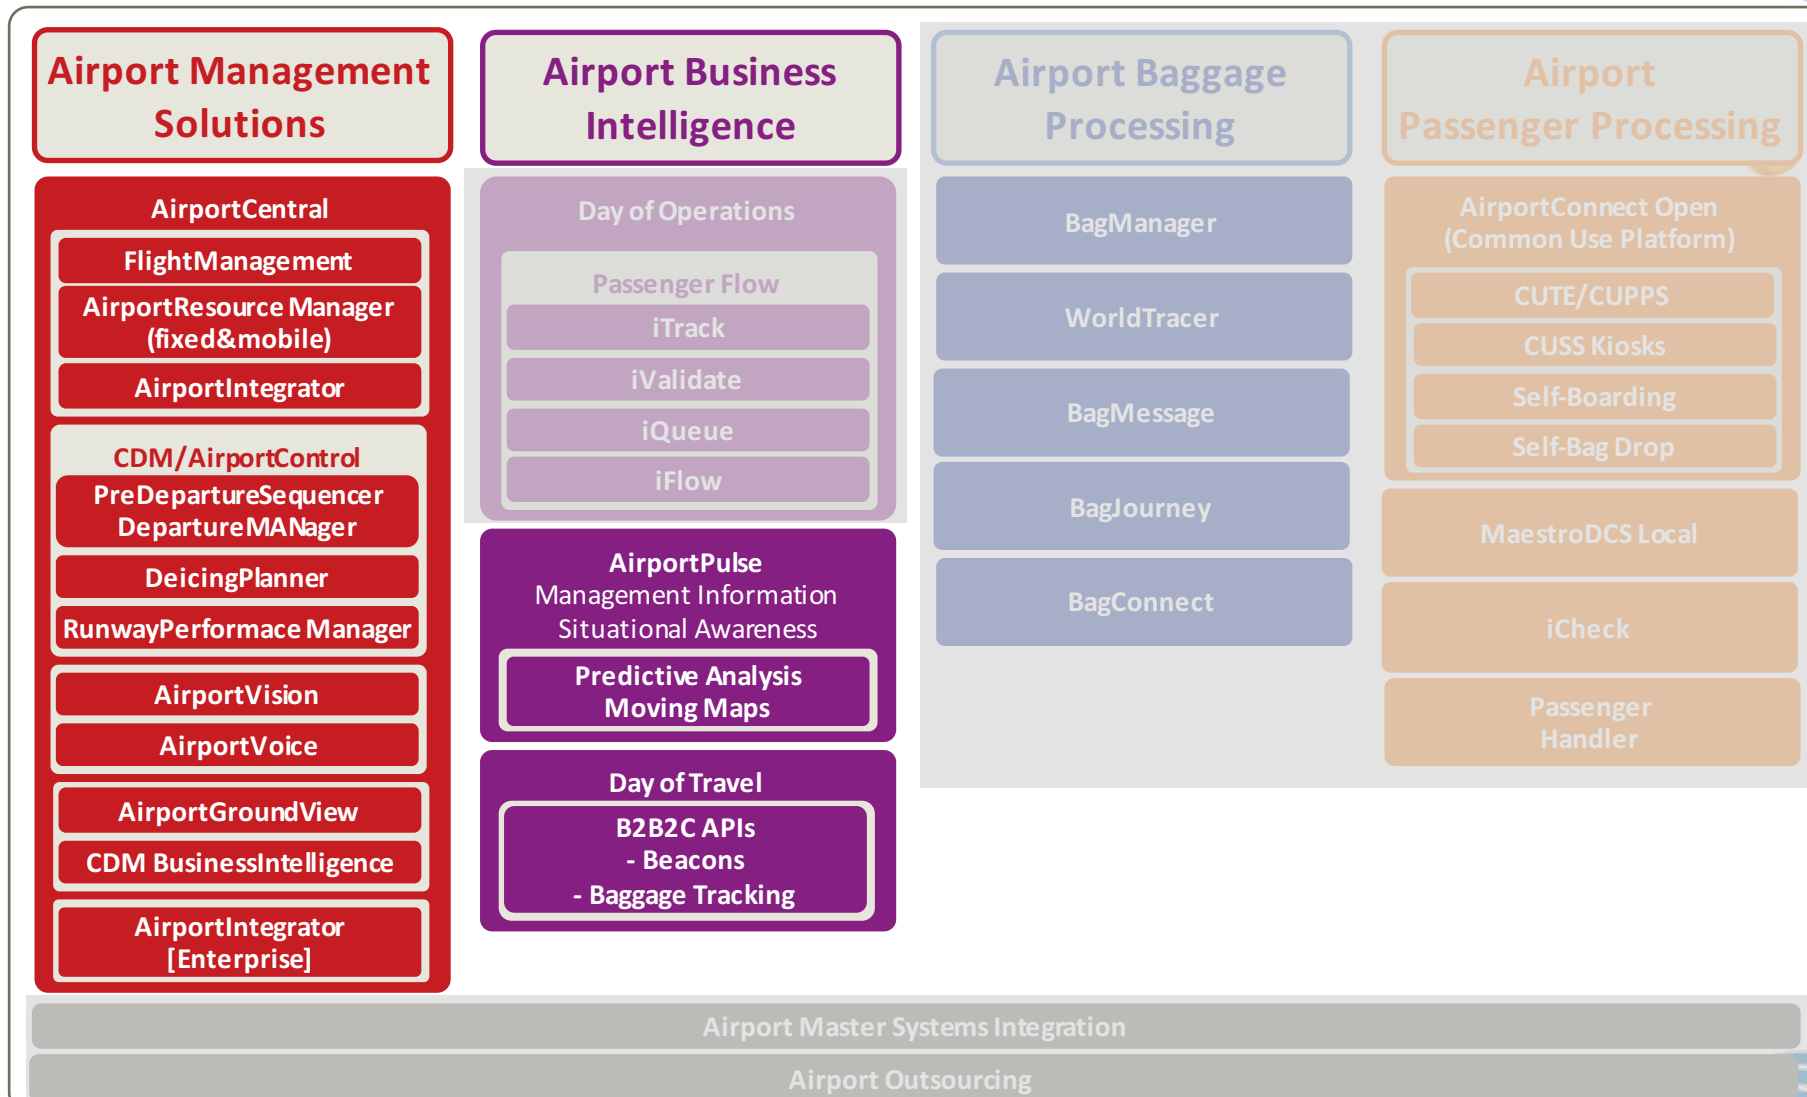 Airport Management
Solutions
AirportCentral
FlightManagement
AirportResource Manager
(fixed&mobile)
AirportIntegrator
CDM/AirportControl
PreDepartureSequencer
DepartureMANager
DeicingPlanner
RunwayPerformace Manager
AirportVision
AirportVoice
AirportGroundView
CDM BusinessIntelligence
AirportIntegrator
[Enterprise]
Airport Business
Intelligence
Day of Operations
Passenger Flow
iTrack
iValidate
iQueue
iFlow
AirportPulse
Management Information
Situational Awareness
Predictive Analysis
Moving Maps
Day of Travel
B2B2C APIs
- Beacons
- Baggage Tracking
Airport Baggage
Processing
BagManager
WorldTracer
BagMessage
BagJourney
BagConnect
Airport
Passenger Processing
AirportConnect Open
(Common Use Platform)
CUTE/CUPPS
CUSS Kiosks
Self-Boarding
Self-Bag Drop
MaestroDCS Local
iCheck
Passenger
Handler
Airport Master Systems Integration
Airport Outsourcing